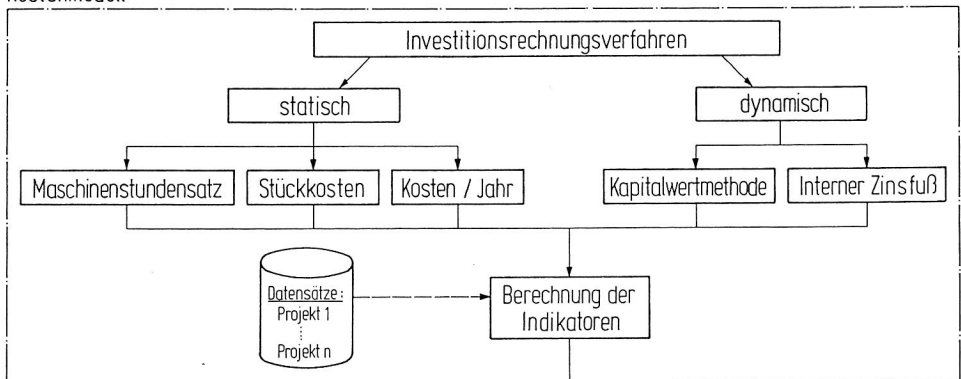 Investitionsrechnungsverfahren
statisch
dynamisch
Maschinenstundensatz
Stückkosten
Kosten / Jahr
Kapitalwertmethode
Interner Zinsfuß
Datensätze:
Projekt 1
Projekt n
Berechnung der
Indikatoren